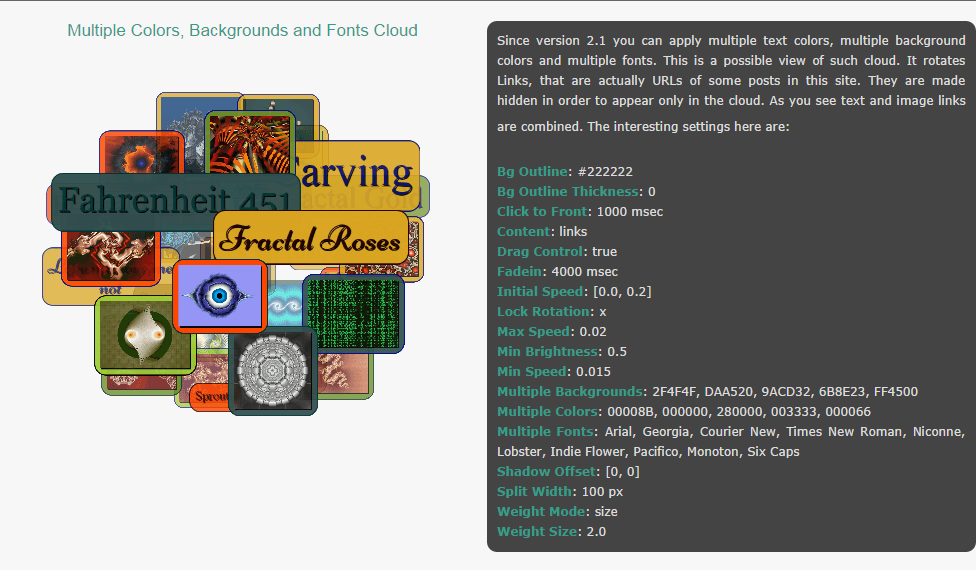 Multiple Colors, Backgrounds and Fonts Cloud
arving
Fahrenheit 451
Fractal Gold
Fractal Roses
not
Sprout
Since version 2.1 you can apply multiple text colors, multiple background
colors and multiple fonts. This is a possible view of such cloud. It rotates
Links, that are actually URLs of some posts in this site. They are made
hidden in order to appear only in the cloud. As you see text and image links
are combined. The interesting settings here are:
Bg Outline: #222222
Bg Outline Thickness: 0
Click to Front: 1000 msec
Content: links
Drag Control: true
Fadein: 4000 msec
Initial Speed: [0.0, 0.2]
Lock Rotation: x
Max Speed: 0.02
Min Brightness: 0.5
Min Speed: 0.015
Multiple Backgrounds: 2F4F4F, DAA520, 9ACD32, 6B8E23, FF4500
Multiple Colors: 00008B, 000000, 280000, 003333, 000066
Multiple Fonts: Arial, Georgia, Courier New, Times New Roman, Niconne,
Lobster, Indie Flower, Pacifico, Monoton, Six Caps
Shadow Offset: [0, 0]
Split Width: 100 px
Weight Mode: size
Weight Size: 2.0